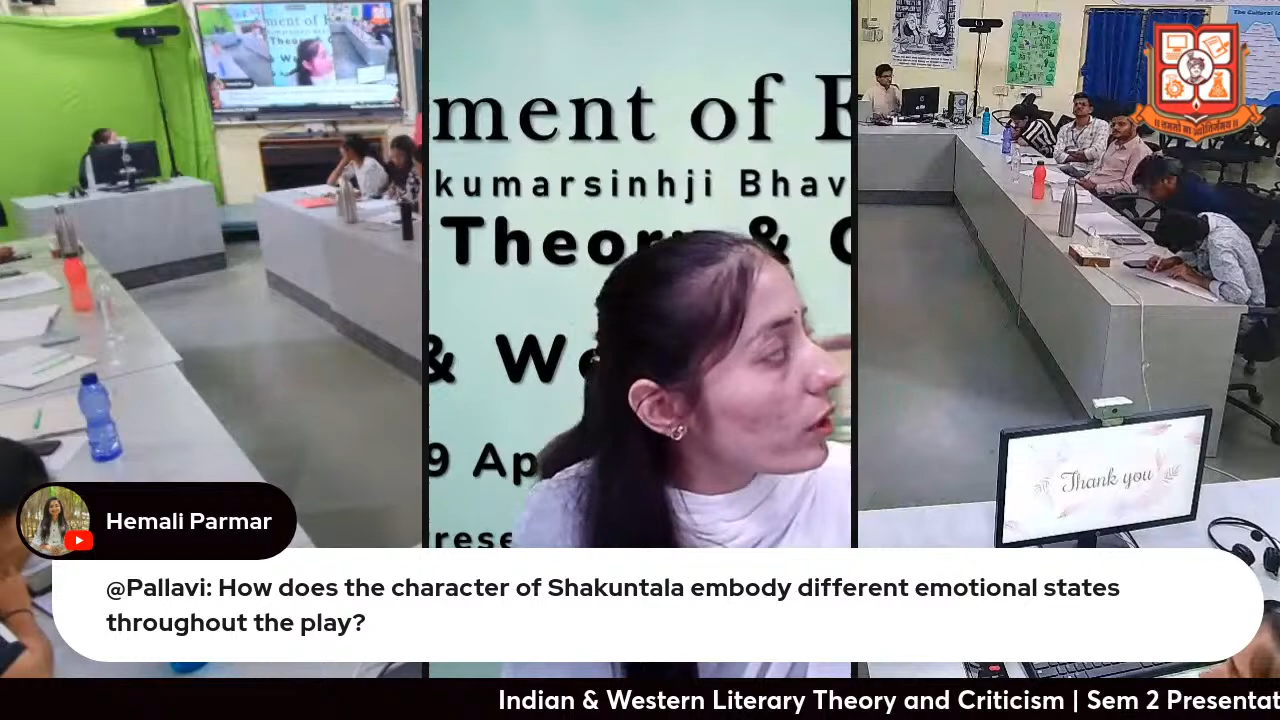 ment of E
kumarsinhji Bhav
Theory & C
& We
9 Ap
rese
Thank you
Hemali Parmar
@Pallavi: How does the character of Shakuntala embody different emotional states
throughout the play?
Indian & Western Literary Theory and Criticism | Sem 2 Presentat